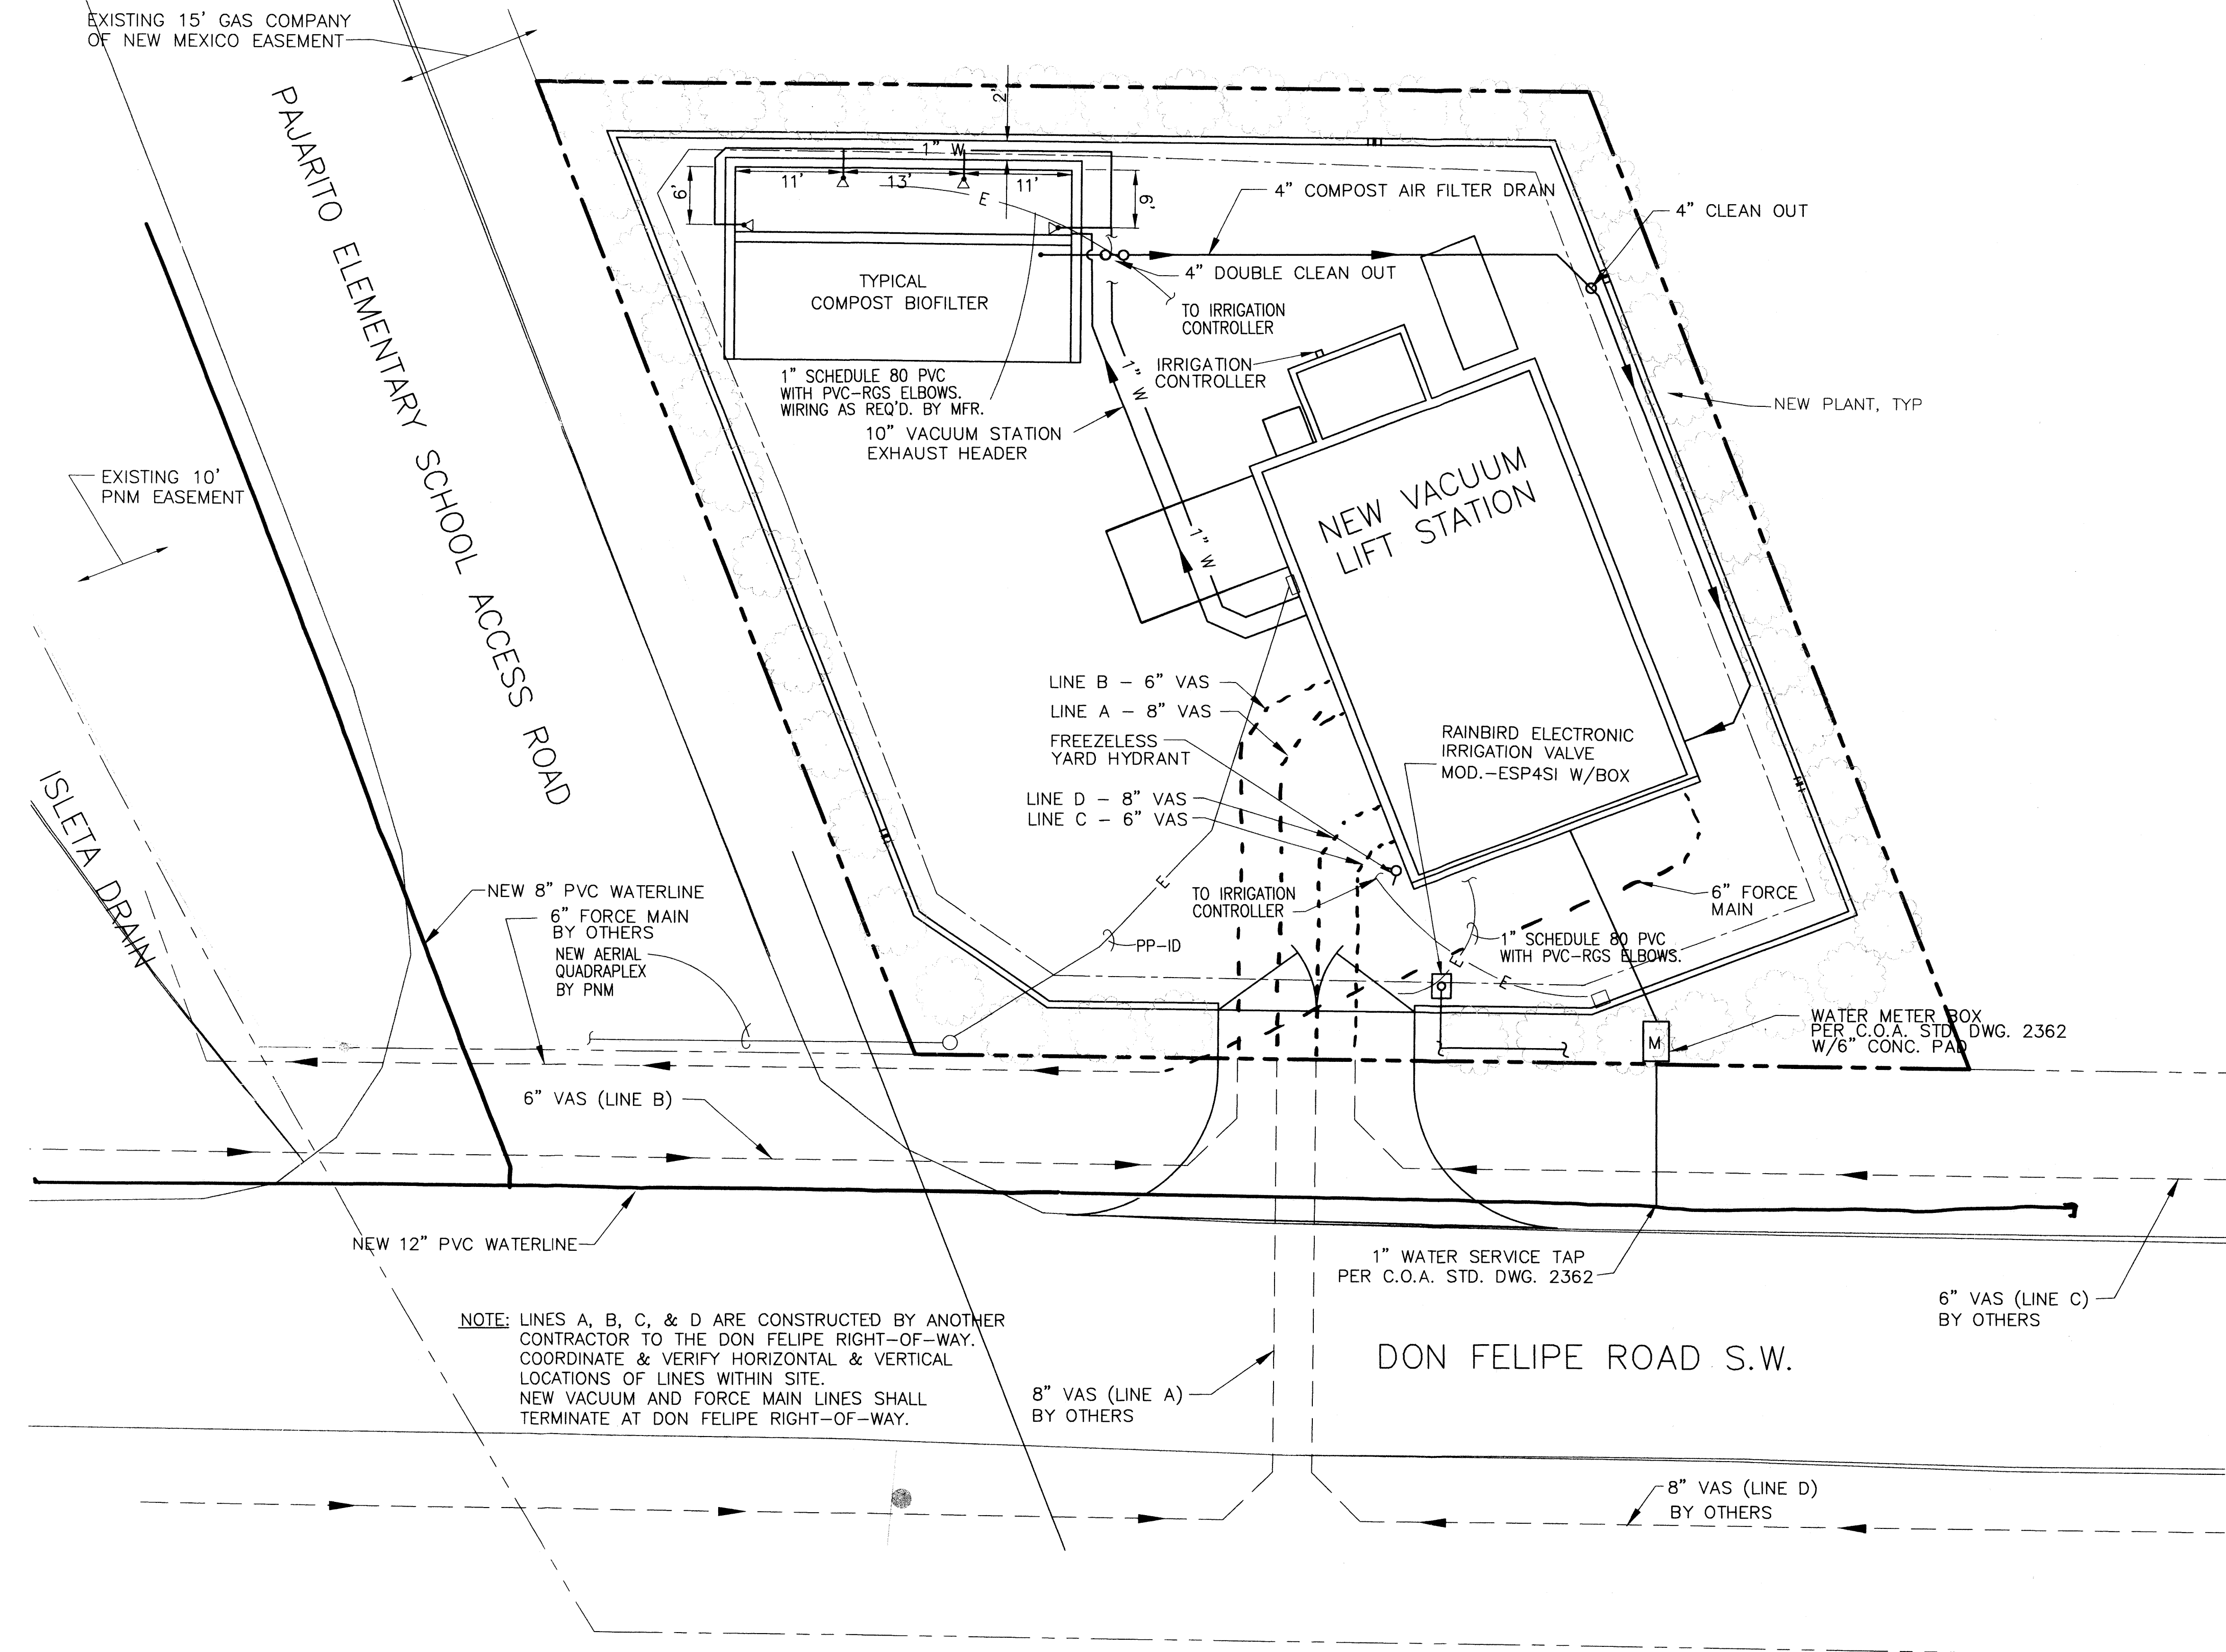 EXISTING 15' GAS COMPANY
OF NEW MEXICO EASEMENT
PAJARITO ELEMENTARY SCHOOL ACCESS ROAD
2'
1" W
11'
13'
11'
6'
6'
E
4" COMPOST AIR FILTER DRAIN
4" CLEAN OUT
4" DOUBLE CLEAN OUT
TYPICAL
COMPOST BIOFILTER
TO IRRIGATION
CONTROLLER
IRRIGATION
CONTROLLER
1" W
1" SCHEDULE 80 PVC
WITH PVC-RGS ELBOWS.
WIRING AS REQ'D. BY MFR.
10" VACUUM STATION
EXHAUST HEADER
NEW PLANT, TYP
EXISTING 10'
PNM EASEMENT
NEW VACUUM
LIFT STATION
1" W
LINE B - 6" VAS
LINE A - 8" VAS
FREEZELESS
YARD HYDRANT
LINE D - 8" VAS
LINE C - 6" VAS
RAINBIRD ELECTRONIC
IRRIGATION VALVE
MOD.-ESP4SI W/BOX
ISLETA DRAIN
NEW 8" PVC WATERLINE
6" FORCE MAIN
BY OTHERS
NEW AERIAL
QUADRAPLEX
BY PNM
E
PP-ID
TO IRRIGATION
CONTROLLER
6" FORCE
MAIN
1" SCHEDULE 80 PVC
WITH PVC-RGS ELBOWS.
E
E
WATER METER BOX
PER C.O.A. STD. DWG. 2362
W/6" CONC. PAD
M
6" VAS (LINE B)
NEW 12" PVC WATERLINE
1" WATER SERVICE TAP
PER C.O.A. STD. DWG. 2362
6" VAS (LINE C)
BY OTHERS
NOTE: LINES A, B, C, & D ARE CONSTRUCTED BY ANOTHER
CONTRACTOR TO THE DON FELIPE RIGHT-OF-WAY.
COORDINATE & VERIFY HORIZONTAL & VERTICAL
LOCATIONS OF LINES WITHIN SITE.
NEW VACUUM AND FORCE MAIN LINES SHALL
TERMINATE AT DON FELIPE RIGHT-OF-WAY.
DON FELIPE ROAD S.W.
8" VAS (LINE A)
BY OTHERS
8" VAS (LINE D)
BY OTHERS